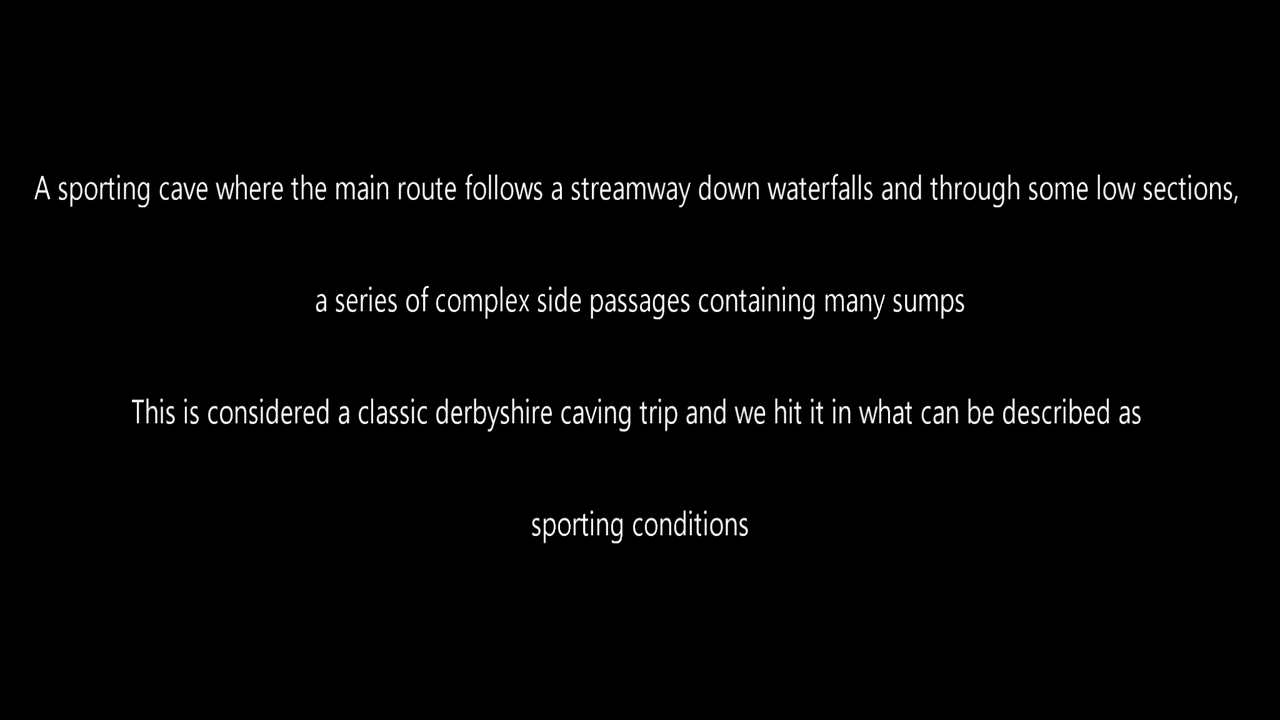 A sporting cave where the main route follows a streamway down waterfalls and through some low sections,
a series of complex side passages containing many sumps
This is considered a classic derbyshire caving trip and we hit it in what can be described as
sporting conditions